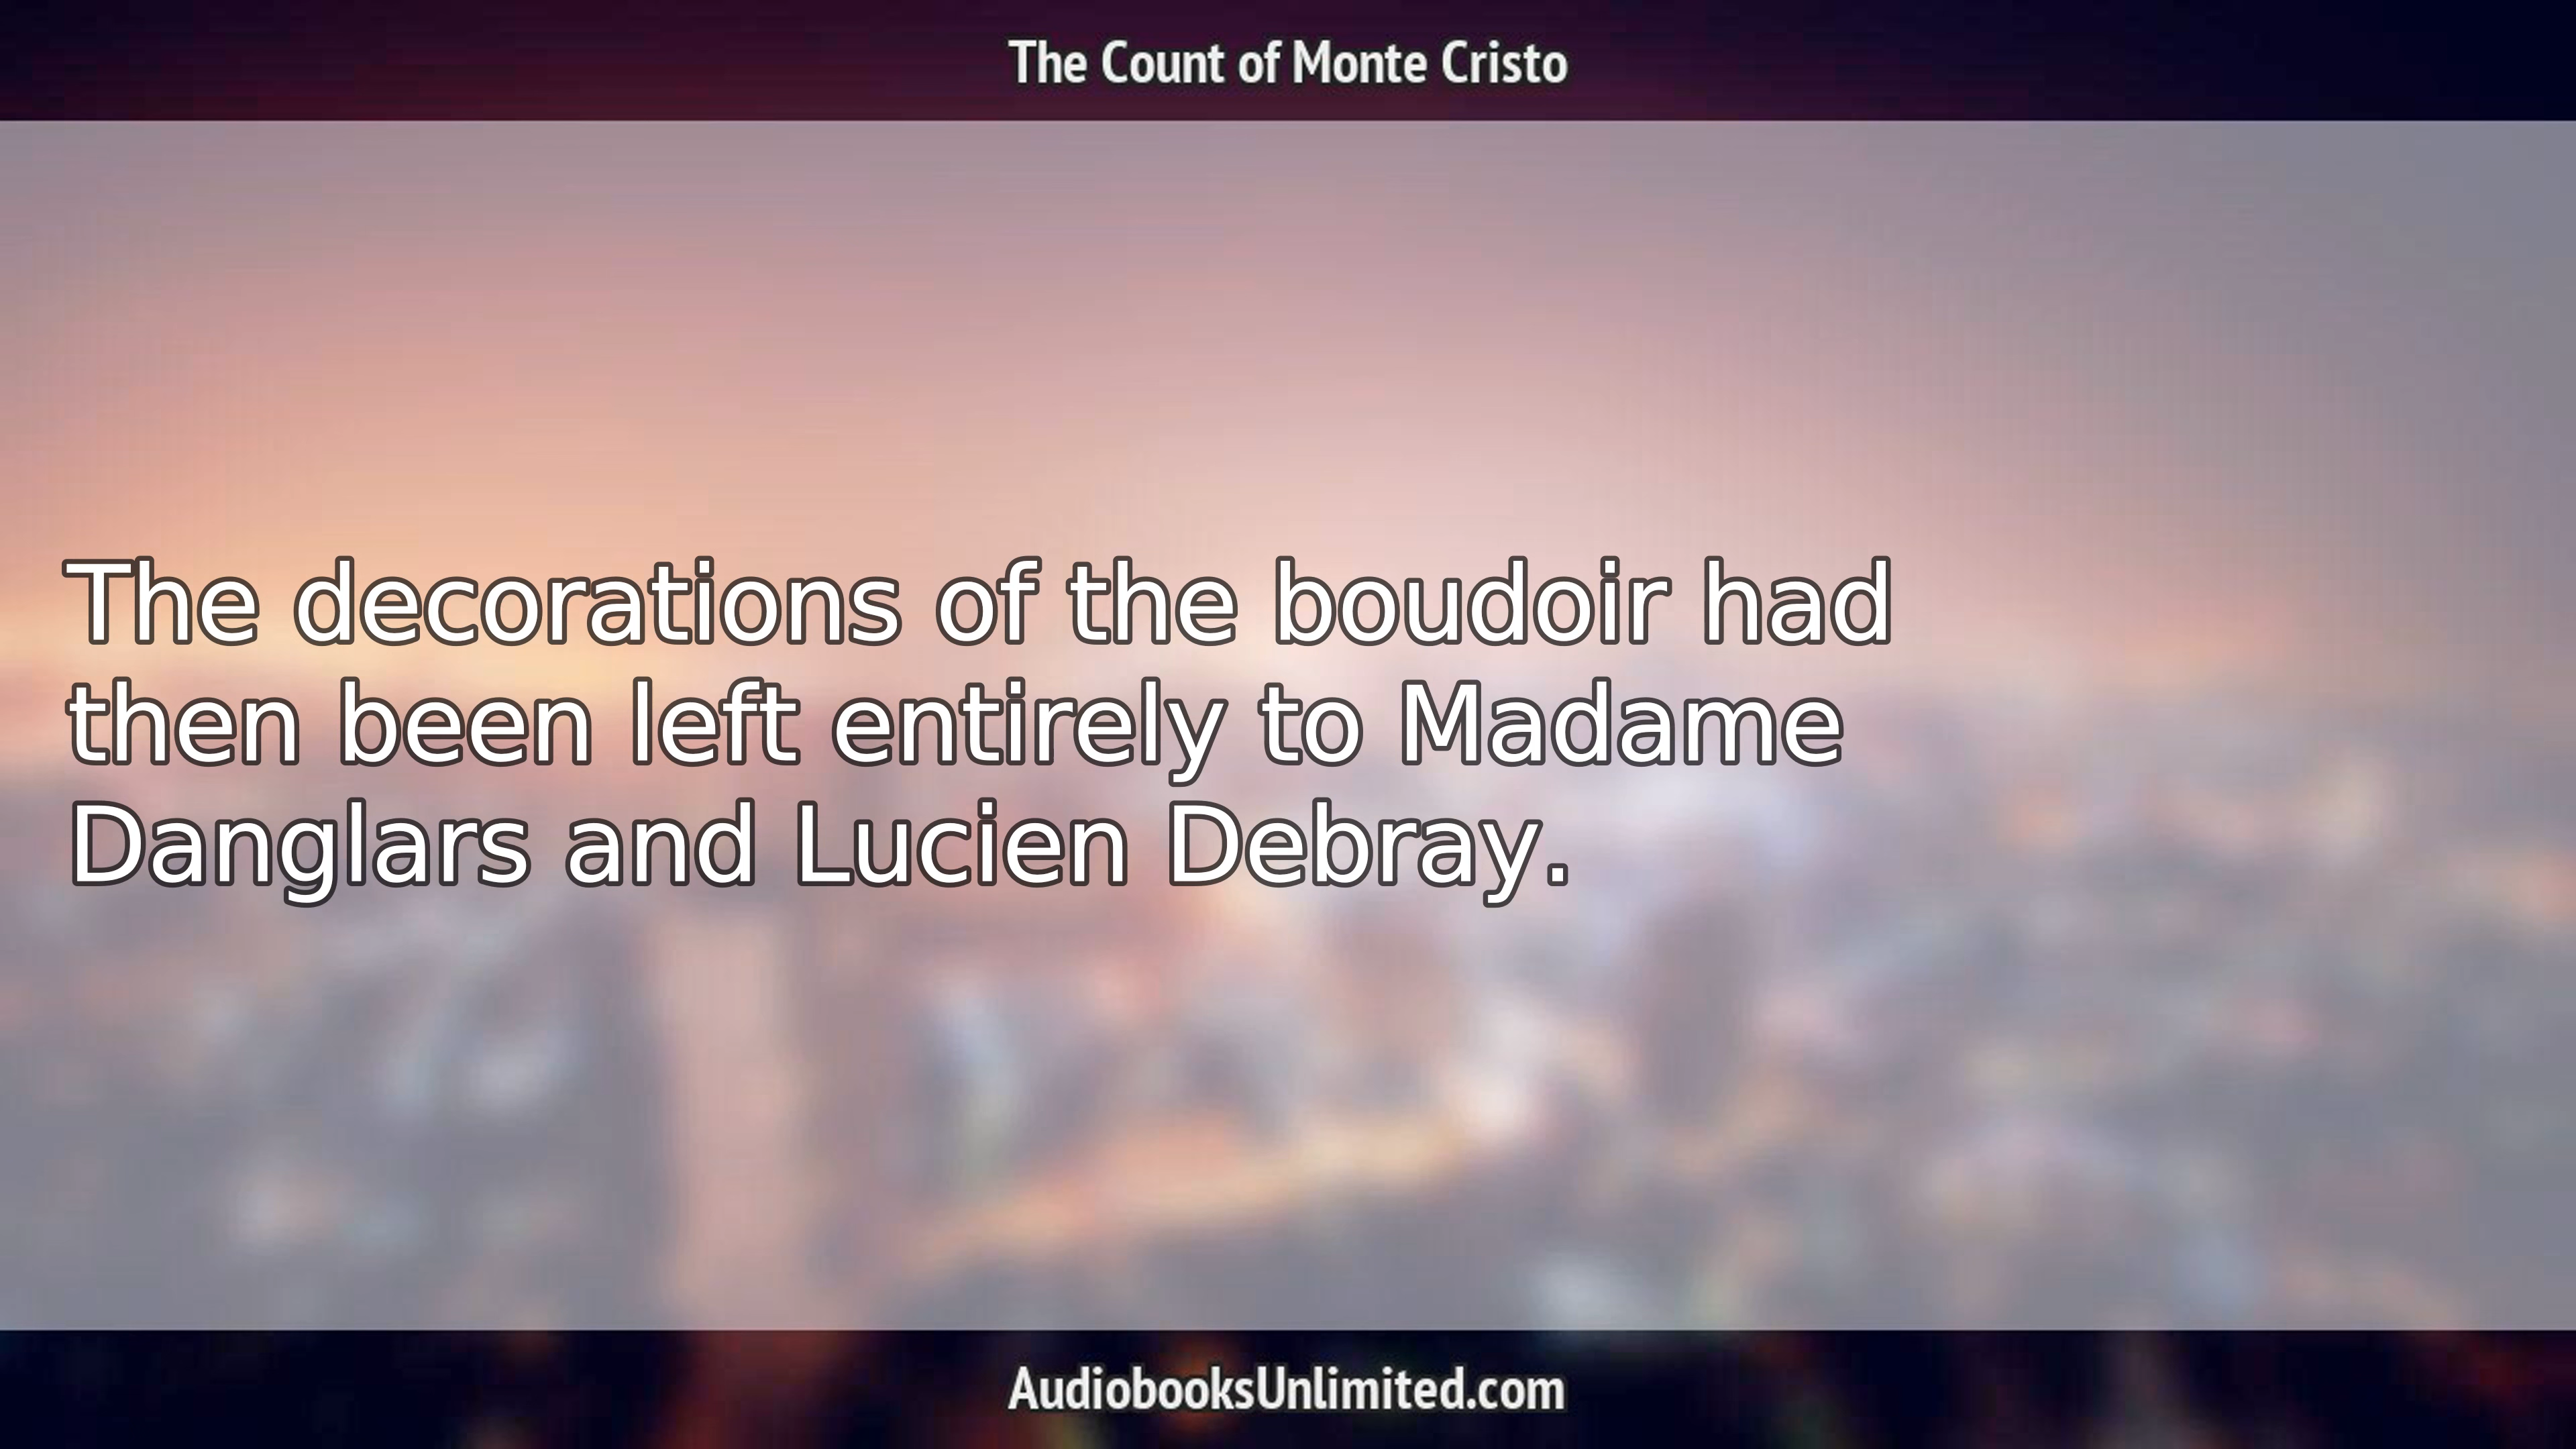 The Count of Monte Cristo
The decorations of the boudoir had
then been left entirely to Madame
Danglars and Lucien Debray.
AudiobooksUnlimited.com